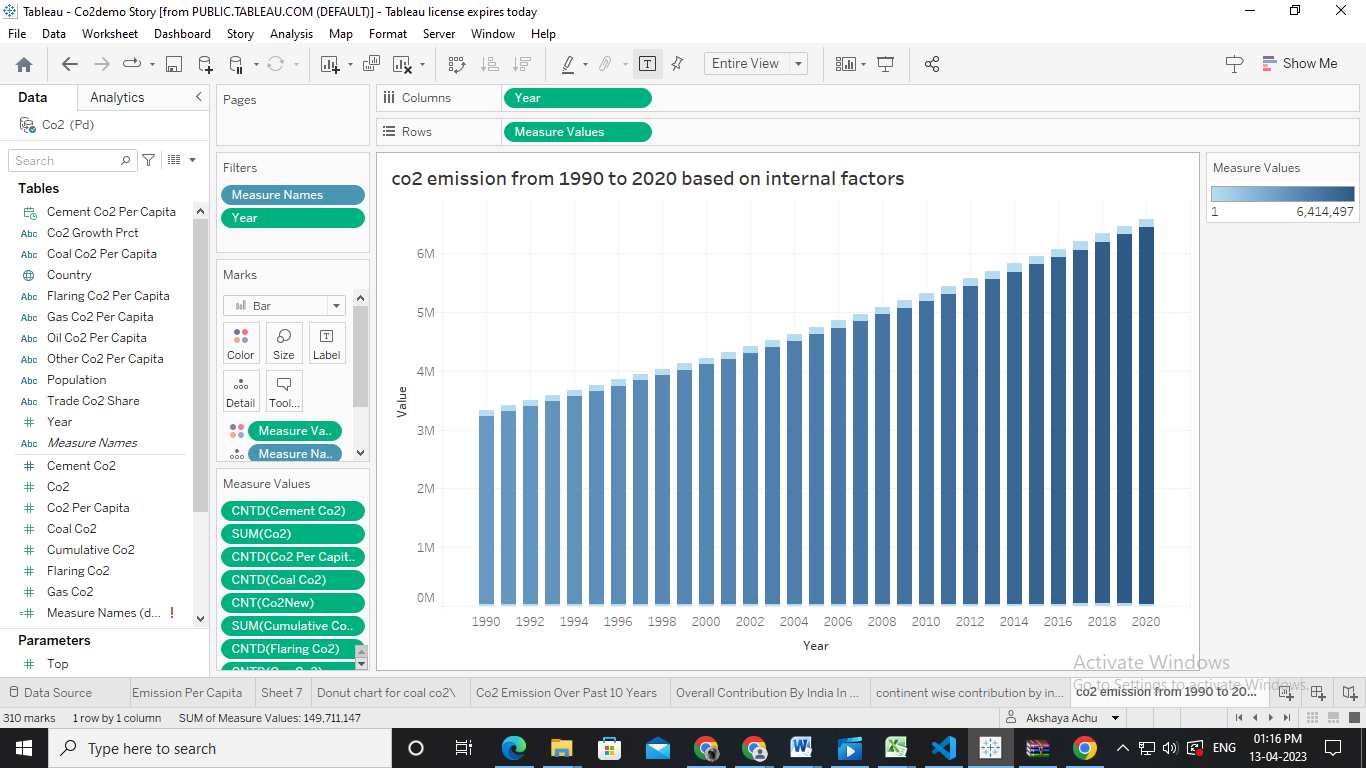 Tableau - Co2demo Story [from PUBLIC.TABLEAU.COM (DEFAULT)] - Tableau license expires today
File Data Worksheet Dashboard Story Analysis Map Format Server Window Help
Entire View
Show Me
Data Analytics
Co2 (Pd)
Search
Tables
Cement Co2 Per Capita
Abc Co2 Growth Prct
Abc Coal Co2 Per Capita
Country
Abc Flaring Co2 Per Capita
Abc Gas Co2 Per Capita
Abc Oil Co2 Per Capita
Abc Other Co2 Per Capita
Abc Population
Abc Trade Co2 Share
Year
Abc Measure Names
Cement Co2
Co2
Co2 Per Capita
Coal Co2
Cumulative Co2
Flaring Co2
Gas Co2
Measure Names (d... !
Parameters
Top
Pages
Filters
Measure Names
Year
Marks
Bar
Color Size Label
Detail Tool...
Measure Va..
Measure Na..
Measure Values
CNTD(Cement Co2)
SUM(Co2)
CNTD(Co2 Per Capit..
CNTD(Coal Co2)
CNT(Co2New)
SUM(Cumulative Co..
CNTD(Flaring Co2)
Columns Year
Rows Measure Values
co2 emission from 1990 to 2020 based on internal factors
6M
5M
4M
3M
2M
1M
0M
Value
1990 1992 1994 1996 1998 2000 2002 2004 2006 2008 2010 2012 2014 2016 2018 2020
Year
Measure Values
1 6,414,497
Activate Windows
Go to Settings to activate Windows.
Data Source Emission Per Capita Sheet 7 Donut chart for coal co2\ Co2 Emission Over Past 10 Years Overall Contribution By India In ... continent wise contribution by in... co2 emission from 1990 to 20...
310 marks 1 row by 1 column SUM of Measure Values: 149,711,147
Akshaya Achu
Type here to search
ENG
01:16 PM
13-04-2023